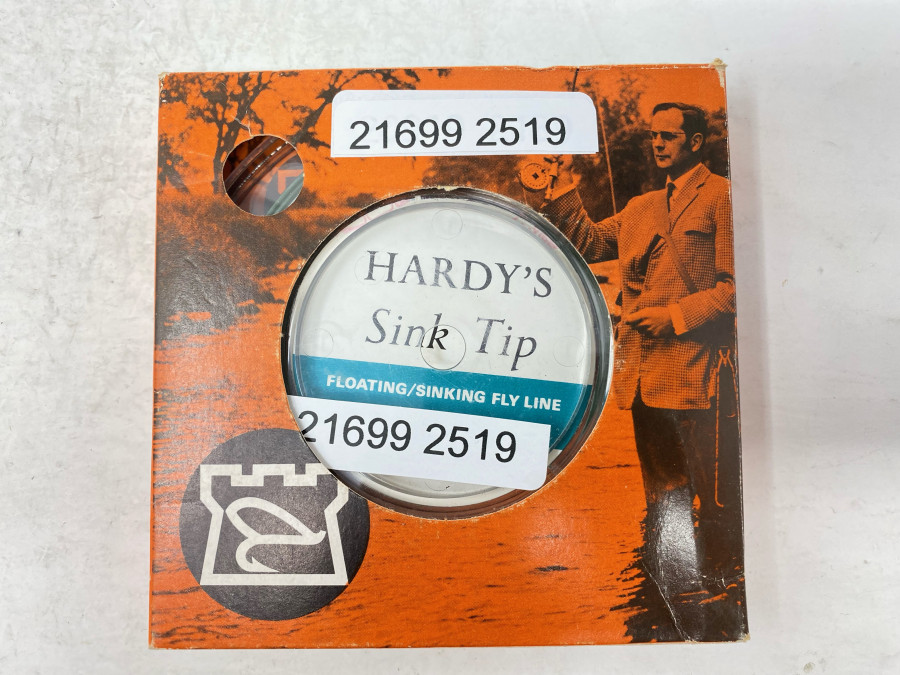 21699 2519
HARDY'S
Sink Tip
FLOATING/SINKING FLY LINE
21699 2519